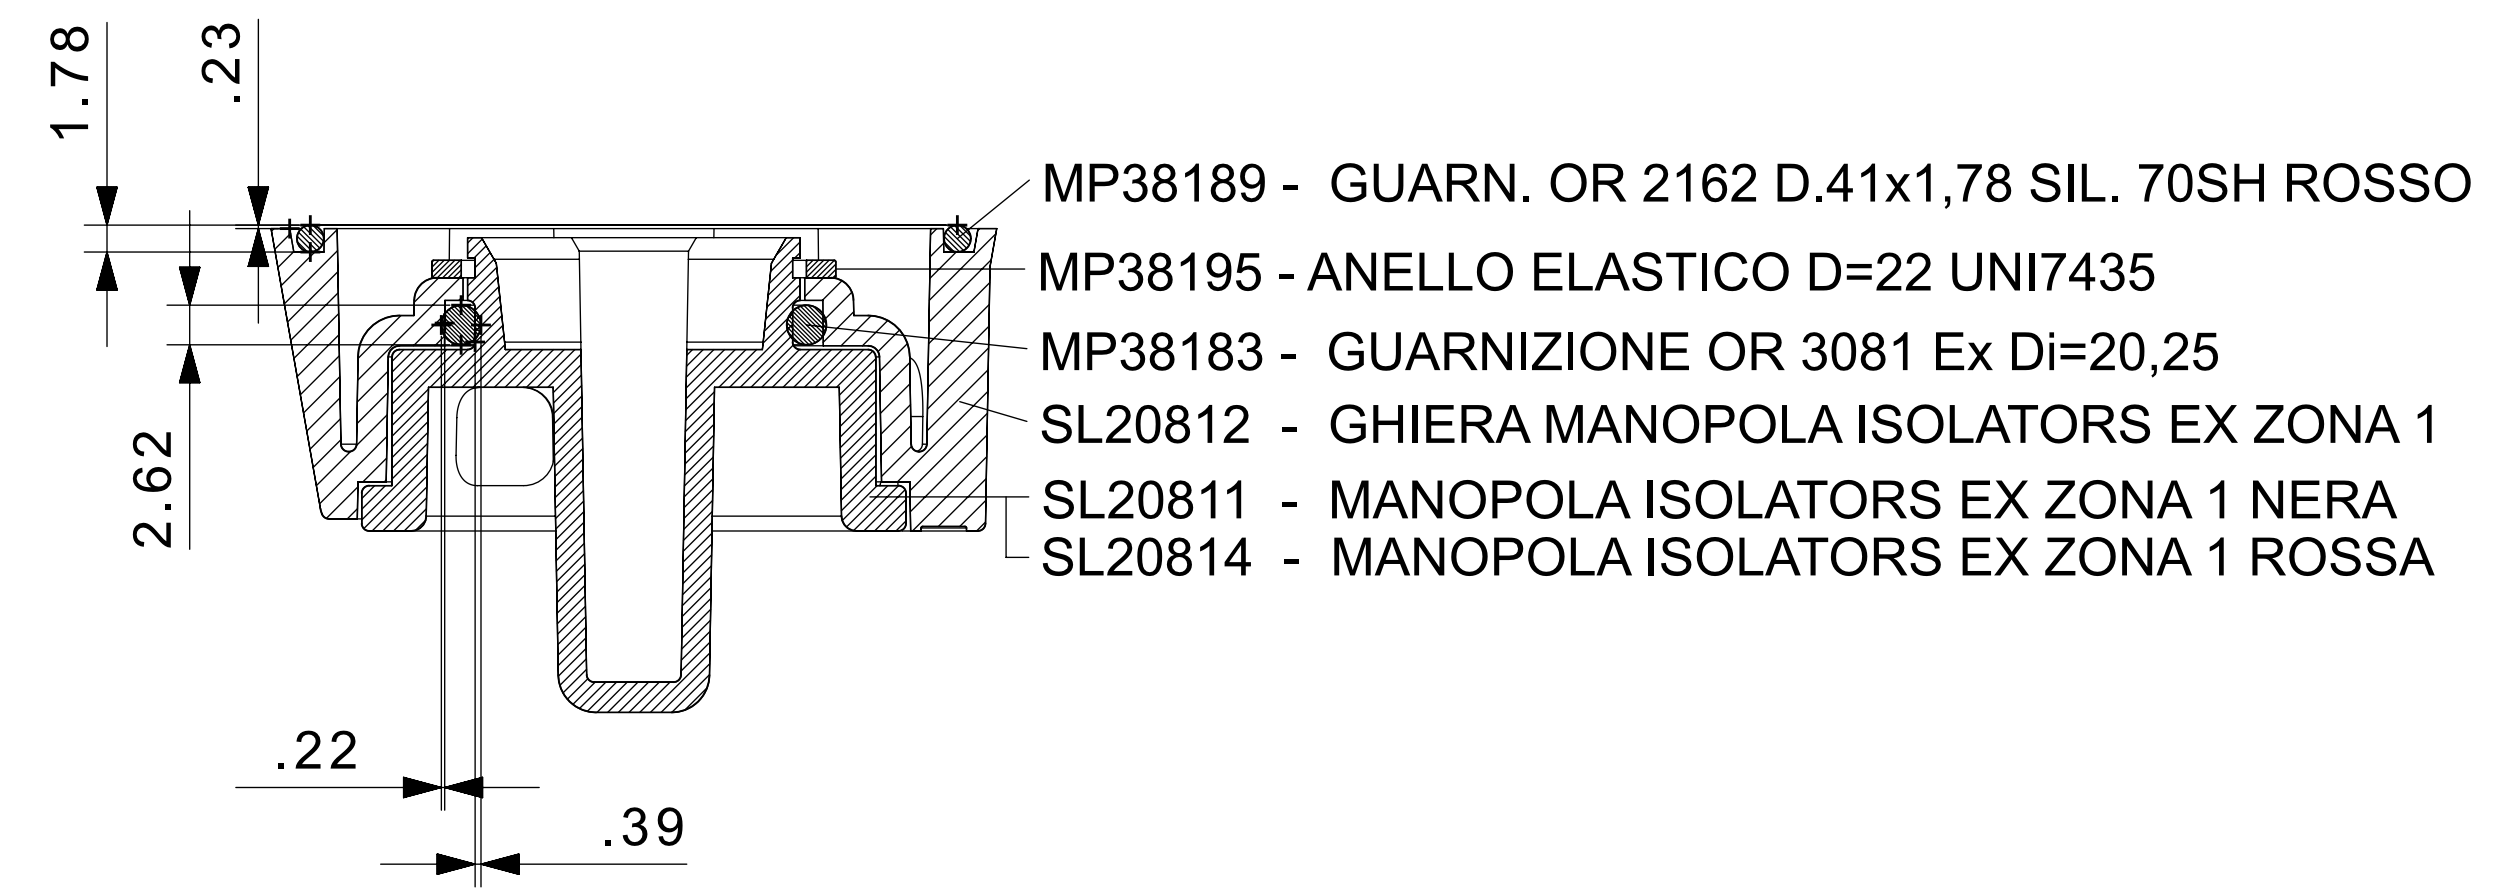 1.78
.23
MP38189 - GUARN. OR 2162 D.41x1,78 SIL. 70SH ROSSO
MP38195 -ANELLO ELASTICO D=22 UNI7435
MP38183 - GUARNIZIONE OR 3081 Ex Di=20,25
SL20812 - GHIERA MANOPOLA ISOLATORS EX ZONA 1
SL20811 - MANOPOLA ISOLATORS EX ZONA 1 NERA
SL20814 - MANOPOLA ISOLATORS EX ZONA 1 ROSSA
2.62
.22
.39